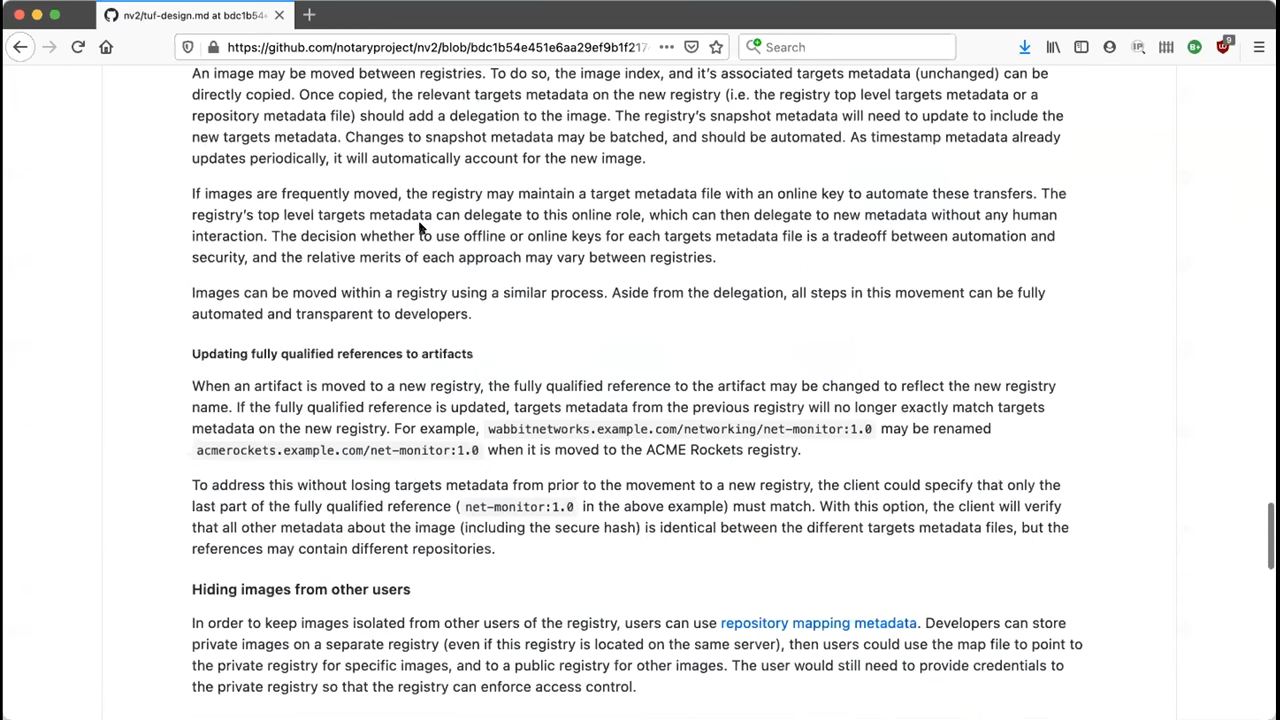 nv2/tuf-design.md at bdc1b54
https://github.com/notaryproject/nv2/blob/bdc1b54e451e6aa29ef9b1f217
Search
9
An image may be moved between registries. To do so, the image index, and it's associated targets metadata (unchanged) can be
directly copied. Once copied, the relevant targets metadata on the new registry (i.e. the registry top level targets metadata or a
repository metadata file) should add a delegation to the image. The registry's snapshot metadata will need to update to include the
new targets metadata. Changes to snapshot metadata may be batched, and should be automated. As timestamp metadata already
updates periodically, it will automatically account for the new image.
If images are frequently moved, the registry may maintain a target metadata file with an online key to automate these transfers. The
registry's top level targets metadata can delegate to this online role, which can then delegate to new metadata without any human
interaction. The decision whether to use offline or online keys for each targets metadata file is a tradeoff between automation and
security, and the relative merits of each approach may vary between registries.
Images can be moved within a registry using a similar process. Aside from the delegation, all steps in this movement can be fully
automated and transparent to developers.
Updating fully qualified references to artifacts
When an artifact is moved to a new registry, the fully qualified reference to the artifact may be changed to reflect the new registry
name. If the fully qualified reference is updated, targets metadata from the previous registry will no longer exactly match targets
metadata on the new registry. For example, wabbitnetworks.example.com/networking/net-monitor:1.0 may be renamed
acmerockets.example.com/net-monitor:1.0 when it is moved to the ACME Rockets registry.
To address this without losing targets metadata from prior to the movement to a new registry, the client could specify that only the
last part of the fully qualified reference ( net-monitor:1.0 in the above example) must match. With this option, the client will verify
that all other metadata about the image (including the secure hash) is identical between the different targets metadata files, but the
references may contain different repositories.
Hiding images from other users
In order to keep images isolated from other users of the registry, users can use repository mapping metadata. Developers can store
private images on a separate registry (even if this registry is located on the same server), then users could use the map file to point to
the private registry for specific images, and to a public registry for other images. The user would still need to provide credentials to
the private registry so that the registry can enforce access control.